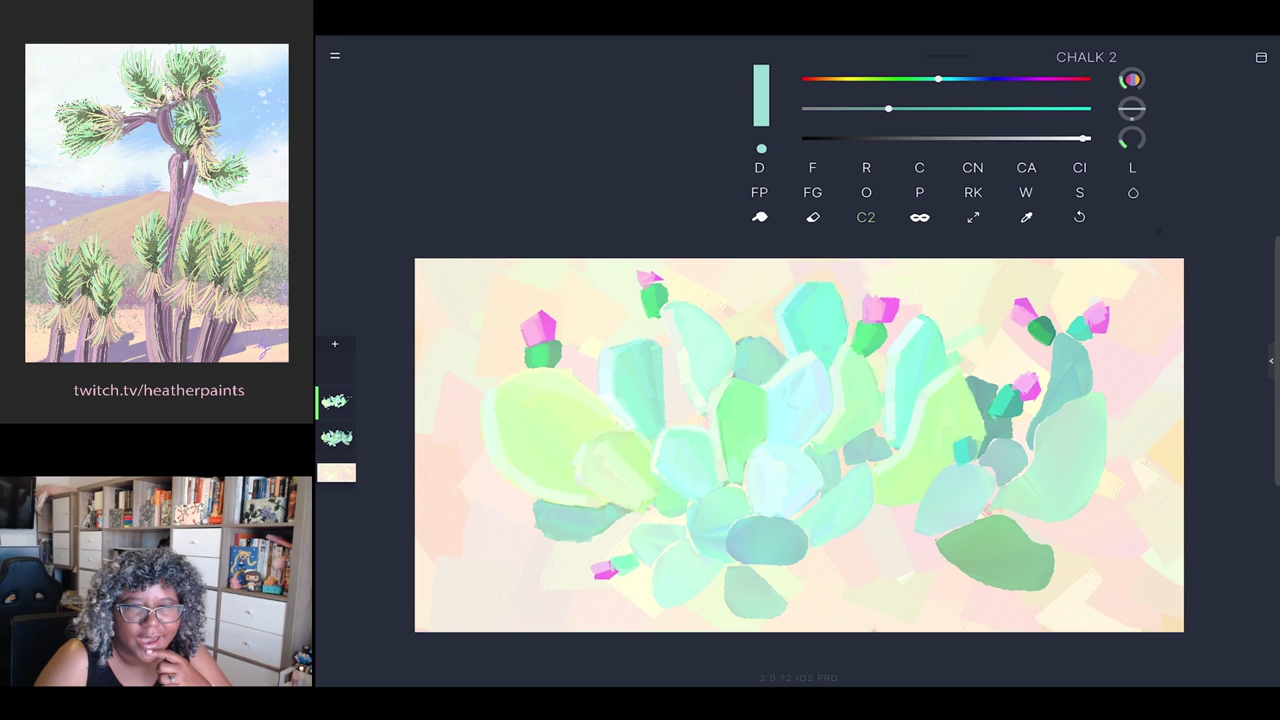 twitch.tv/heatherpaints
CHALK 2
D F R C CN CA CI L
FP FG O P RK W S
C2
+
2.0.72 IOS PRO